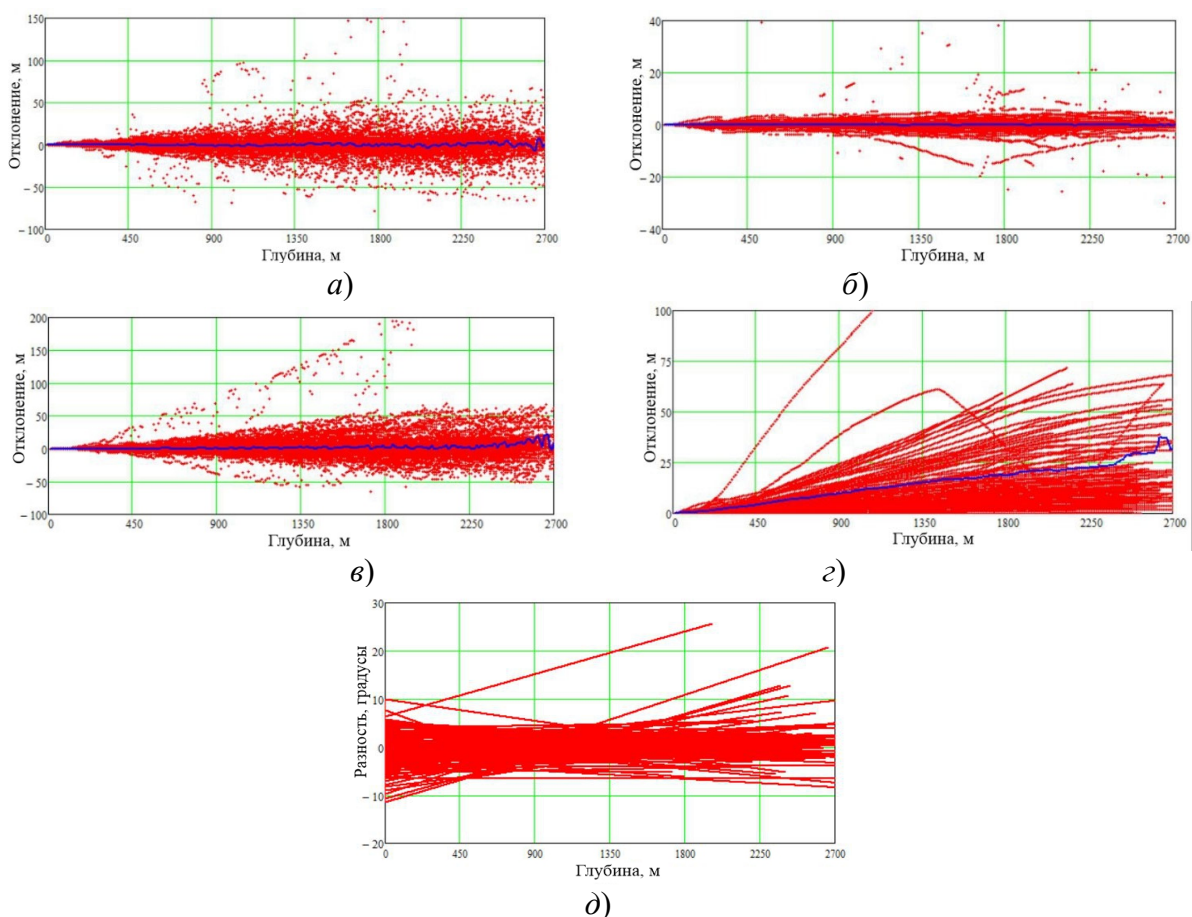 150
100
50
0
– 50
– 100
Отклонение, м
0 450 900 1350 1800 2250 2700
Глубина, м
а)
40
20
0
– 20
– 40
Отклонение, м
0 450 900 1350 1800 2250 2700
Глубина, м
б)
200
150
100
50
0
– 50
– 100
Отклонение, м
0 450 900 1350 1800 2250 2700
Глубина, м
в)
100
75
50
25
0
Отклонение, м
0 450 900 1350 1800 2250 2700
Глубина, м
г)
30
20
10
0
– 10
– 20
Разность, градусы
0 450 900 1350 1800 2250 2700
Глубина, м
д)